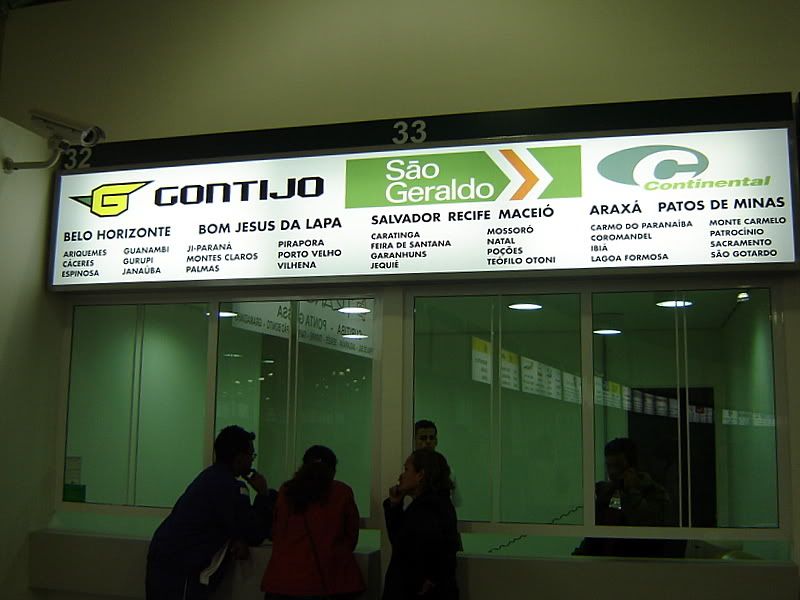 32
33
GONTIJO
BELO HORIZONTE BOM JESUS DA LAPA
ARIQUEMES GUANAMBI JI-PARANÁ PIRAPORA
CÁCERES GURUPI MONTES CLAROS PORTO VELHO
ESPINOSA JANAÚBA PALMAS VILHENA
São
Geraldo
SALVADOR RECIFE MACEIÓ
CARATINGA MOSSORÓ
FEIRA DE SANTANA NATAL
GARANHUNS POÇÕES
JEQUIÉ TEÓFILO OTONI
C
Continental
ARAXÁ PATOS DE MINAS
CARMO DO PARANAÍBA MONTE CARMELO
COROMANDEL PATROCÍNIO
IBIÁ SACRAMENTO
LAGOA FORMOSA SÃO GOTARDO
CURITIBA - PONTA GROSSA